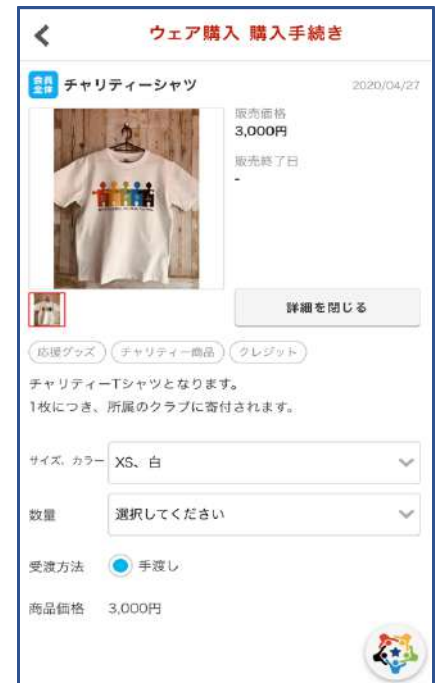 ウェア購入 購入手続き
会員全体 チャリティーシャツ 2020/04/27
販売価格
3,000円
販売終了日
-
詳細を閉じる
応援グッズ チャリティー商品 クレジット
チャリティーTシャツとなります。
1枚につき、所属のクラブに寄付されます。
サイズ、カラー XS、白
数量 選択してください
受渡方法 手渡し
商品価格 3,000円